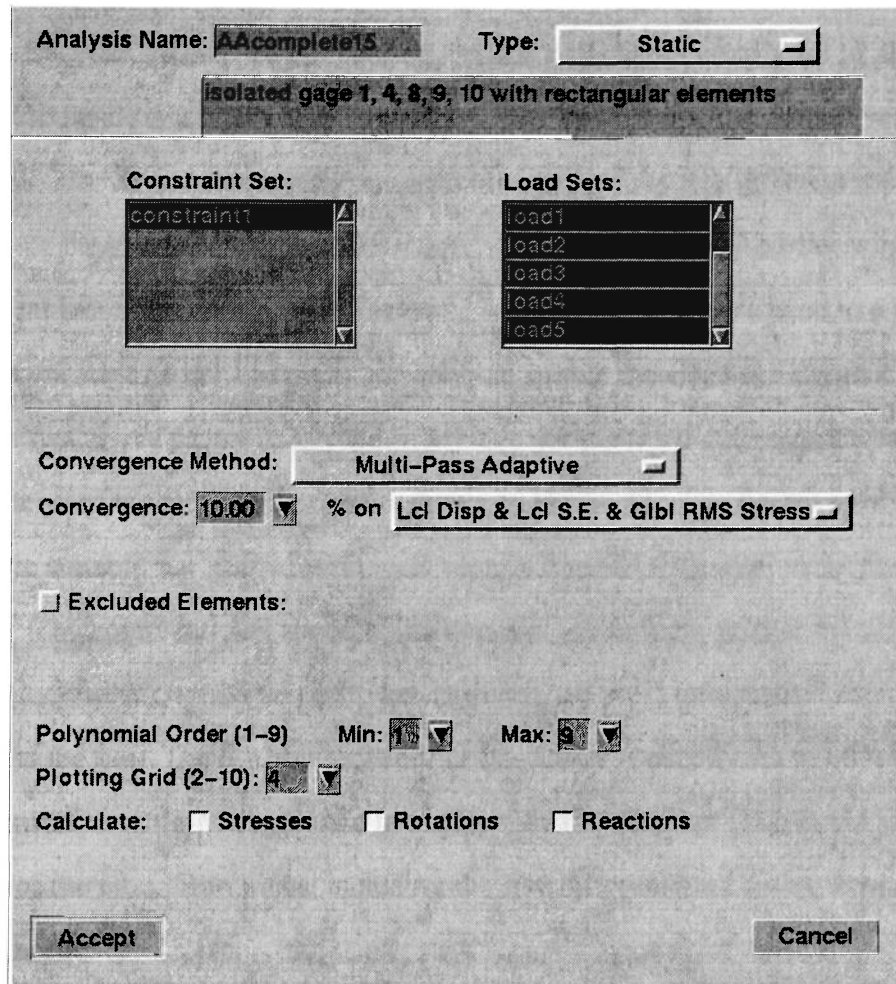 Analysis Name: AAcomplete15 Type: Static
isolated gage 1, 4, 8, 9, 10 with rectangular elements
Constraint Set: Load Sets:
constraint1 load1
load2
load3
load4
load5
Convergence Method: Multi-Pass Adaptive
Convergence: 10.00 % on Lcl Disp & Lcl S.E. & Glbl RMS Stress
Excluded Elements:
Polynomial Order (1-9) Min: 1 Max: 9
Plotting Grid (2-10): 4
Calculate: Stresses Rotations Reactions
Accept Cancel